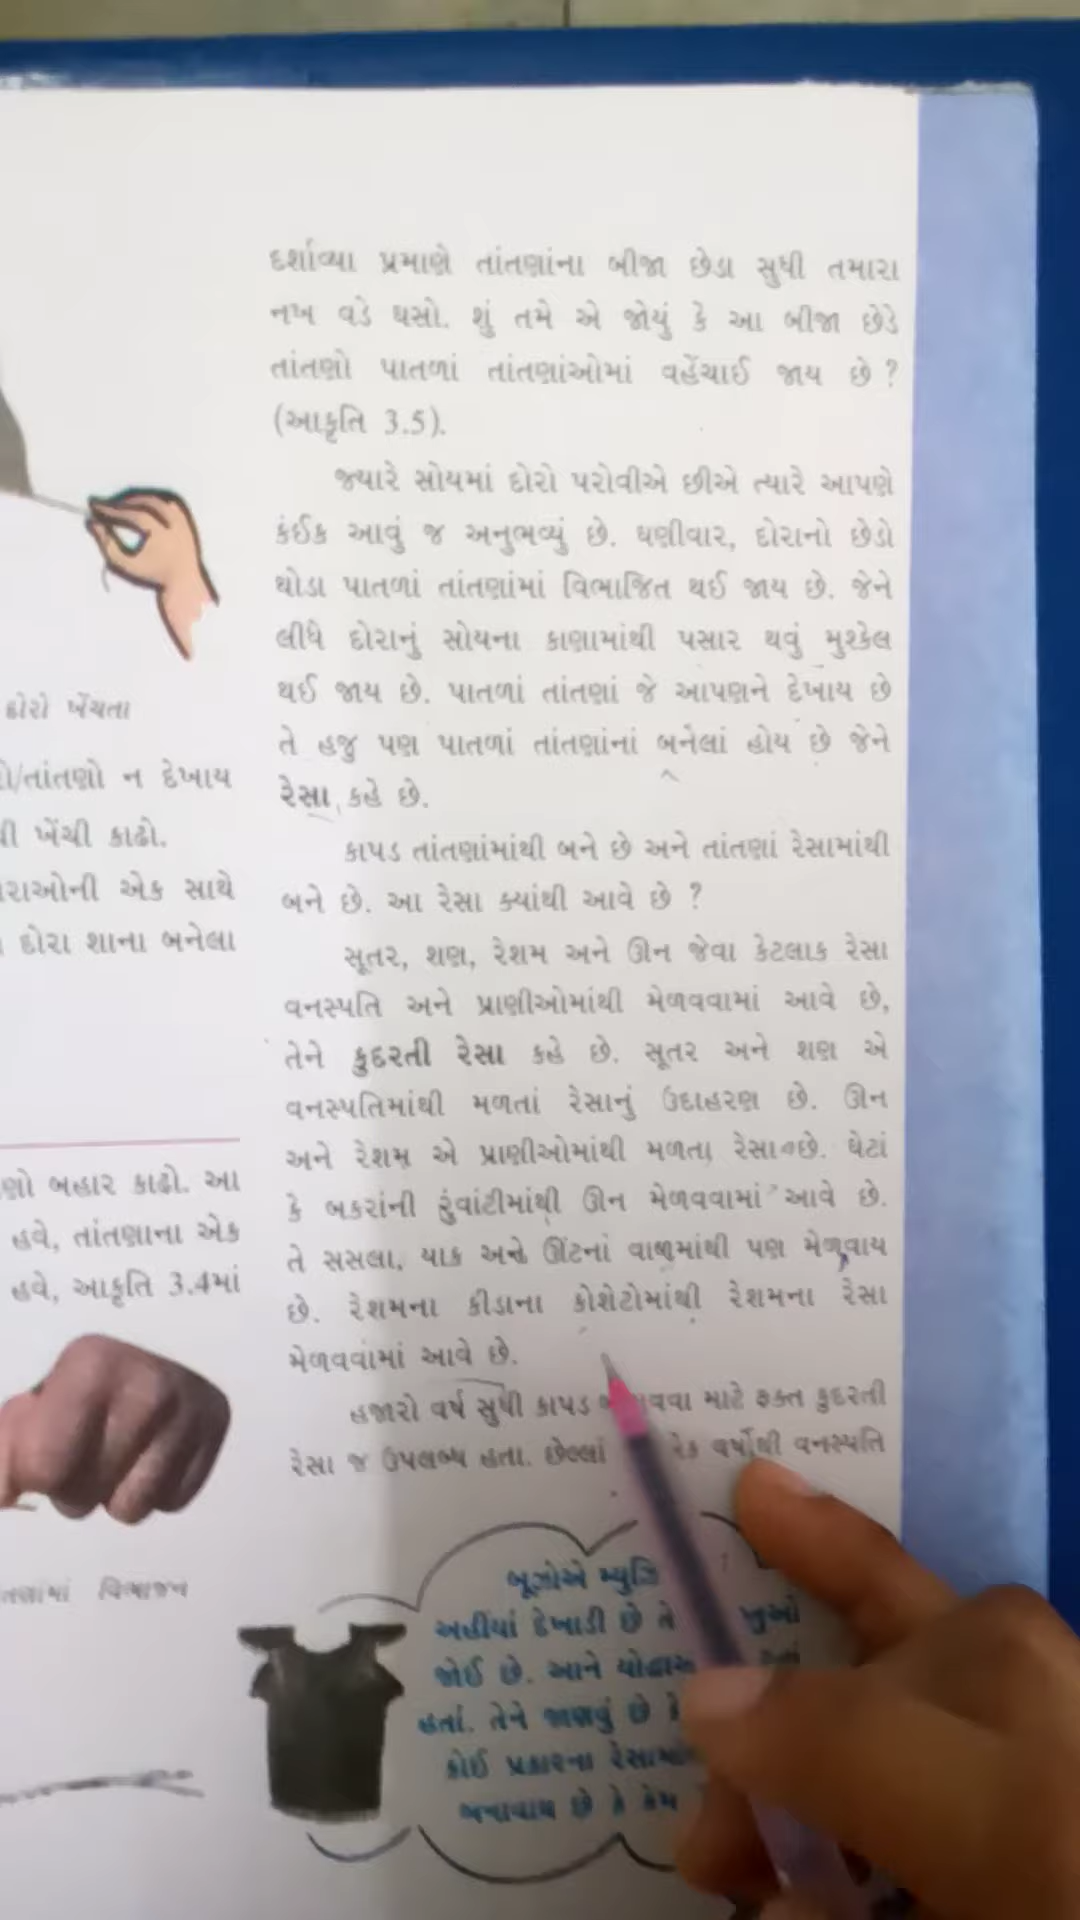 દોરો ખેંચતા
તાંતણો ન દેખાય
ખેંચી કાઢો.
એક સાથે
દોરા શાના બનેલા
બહાર કાઢો. આ
હવે, તાંતણાના એક
હવે, આકૃતિ 3.4માં
વિભાજન
દર્શાવ્યા પ્રમાણે તાંતણાંના બીજા છેડા સુધી તમારા
નખ વડે ઘસો. શું તમે એ જોયું કે આ બીજા છેડે
તાંતણો પાતળાં તાંતણાંઓમાં વહેંચાઈ જાય છે ?
(આકૃતિ 3.5).
જ્યારે સોયમાં દોરો પરોવીએ છીએ ત્યારે આપણે
કંઈક આવું જ અનુભવ્યું છે. ઘણીવાર, દોરાનો છેડો
થોડા પાતળાં તાંતણાંમાં વિભાજિત થઈ જાય છે. જેને
લીધે દોરાનું સોયના કાણામાંથી પસાર થવું મુશ્કેલ
થઈ જાય છે. પાતળાં તાંતણાં જે આપણને દેખાય છે
તે હજુ પણ પાતળાં તાંતણાંનાં બનેલાં હોય છે જેને
રેસા કહે છે.
કાપડ તાંતણાંમાંથી બને છે અને તાંતણાં રેસામાંથી
બને છે. આ રેસા ક્યાંથી આવે છે ?
સૂતર, શણ, રેશમ અને ઊન જેવા કેટલાક રેસા
વનસ્પતિ અને પ્રાણીઓમાંથી મેળવવામાં આવે છે,
તેને કુદરતી રેસા કહે છે. સૂતર અને શણ એ
વનસ્પતિમાંથી મળતાં રેસાનું ઉદાહરણ છે. ઊન
અને રેશમ એ પ્રાણીઓમાંથી મળતા રેસા છે. ઘેટાં
કે બકરાંની રુંવાંટીમાંથી ઊન મેળવવામાં આવે છે.
તે સસલા, યાક અને ઊંટનાં વાળમાંથી પણ મેળવાય
છે. રેશમના કીડાના કોશેટોમાંથી રેશમના રેસા
મેળવવામાં આવે છે.
હજારો વર્ષ સુધી કાપડ માટે ફક્ત કુદરતી
રેસા જ ઉપલબ્ધ હતા. છેલ્લાં વર્ષોથી વનસ્પતિ
બૂઝોએ
અહીંયાં દેખાડી છે તે
જોઈ છે. આને
હતાં. તેને જાણવું છે કે
કોઈ પ્રકારના
બનાવાય છે કે કેમ